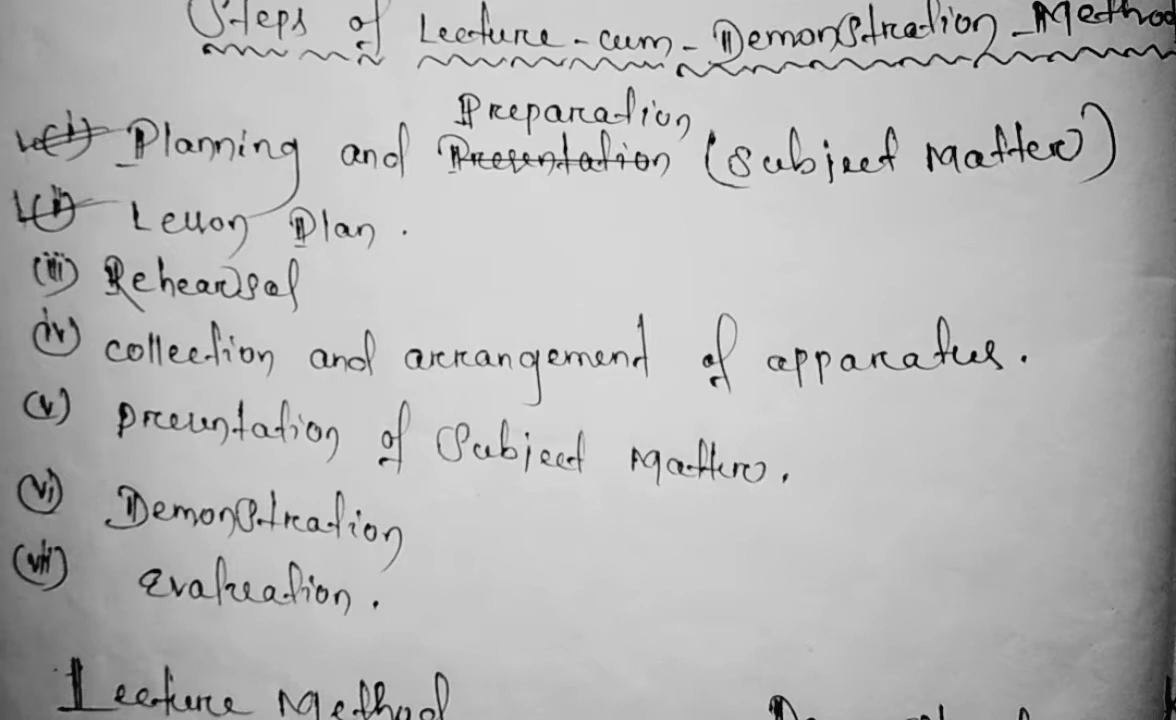 Steps of Lecture-cum-Demonstration Method
(i) Planning and Preparation Presentation (Subject Matter)
(ii) Lesson Plan.
(iii) Rehearsal
(iv) collection and arrangement of apparatus.
(v) presentation of Subject Matter.
(vi) Demonstration
(vii) Evaluation.
Lecture Method